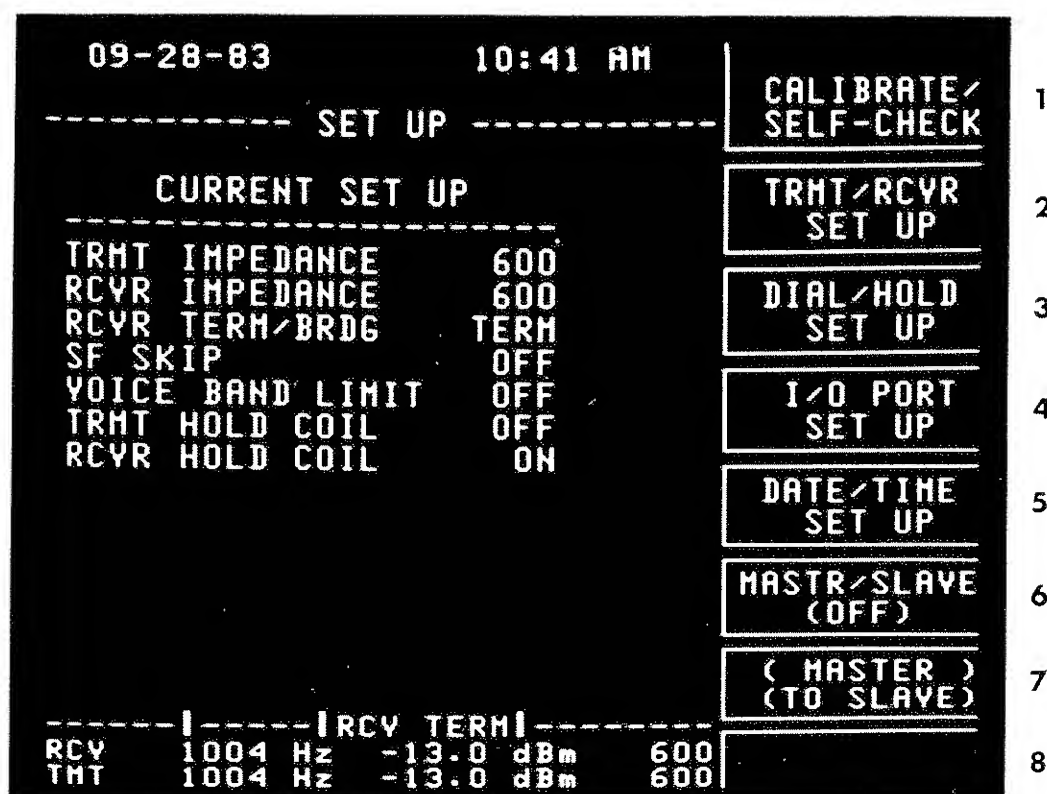 09-28-83 10:41 AM
----------- SET UP -----------
CURRENT SET UP
-------------------------
TRMT IMPEDANCE 600
RCVR IMPEDANCE 600
RCVR TERM/BRDG TERM
SF SKIP OFF
VOICE BAND LIMIT OFF
TRMT HOLD COIL OFF
RCVR HOLD COIL ON
------|-----|RCV TERM|--------
RCV 1004 Hz -13.0 dBm 600
TMT 1004 Hz -13.0 dBm 600
CALIBRATE/
SELF-CHECK
1
TRMT/RCVR
SET UP
2
DIAL/HOLD
SET UP
3
I/O PORT
SET UP
4
DATE/TIME
SET UP
5
MASTR/SLAVE
(OFF)
6
( MASTER )
(TO SLAVE)
7
8